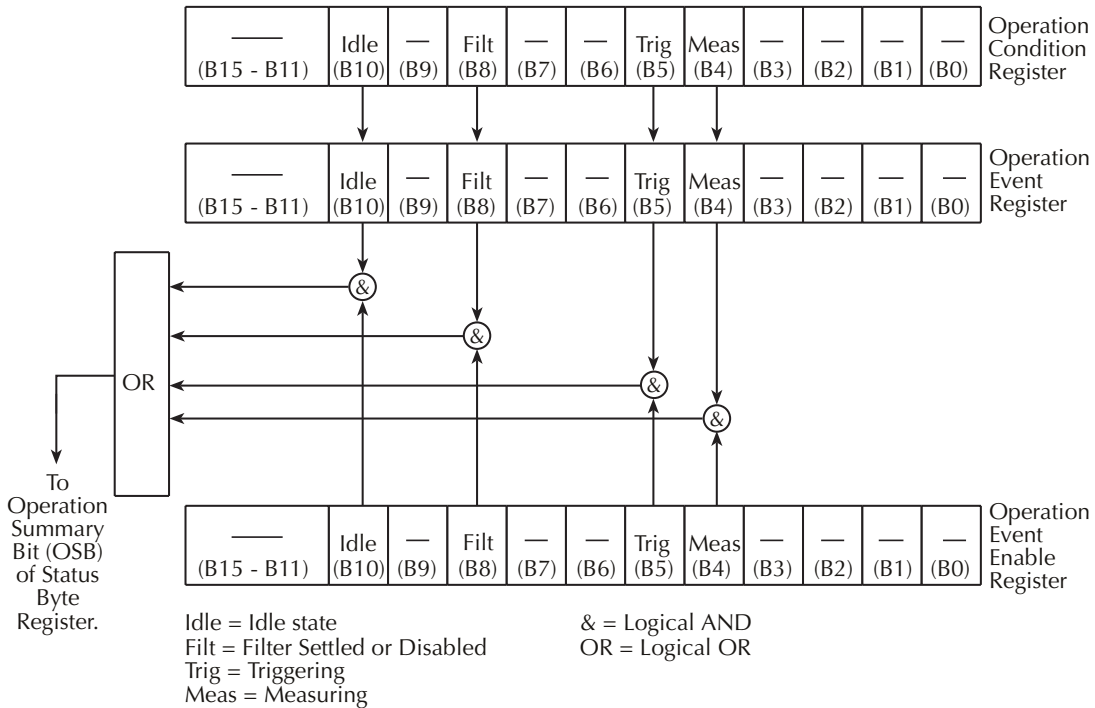 Idle Filt Trig Meas
(B15 - B11) (B10) (B9) (B8) (B7) (B6) (B5) (B4) (B3) (B2) (B1) (B0)
Operation
Condition
Register
Idle Filt Trig Meas
(B15 - B11) (B10) (B9) (B8) (B7) (B6) (B5) (B4) (B3) (B2) (B1) (B0)
Operation
Event
Register
&
&
&
&
OR
To
Operation
Summary
Bit (OSB)
of Status
Byte
Register.
Idle Filt Trig Meas
(B15 - B11) (B10) (B9) (B8) (B7) (B6) (B5) (B4) (B3) (B2) (B1) (B0)
Operation
Event
Enable
Register
Idle = Idle state
Filt = Filter Settled or Disabled
Trig = Triggering
Meas = Measuring
& = Logical AND
OR = Logical OR